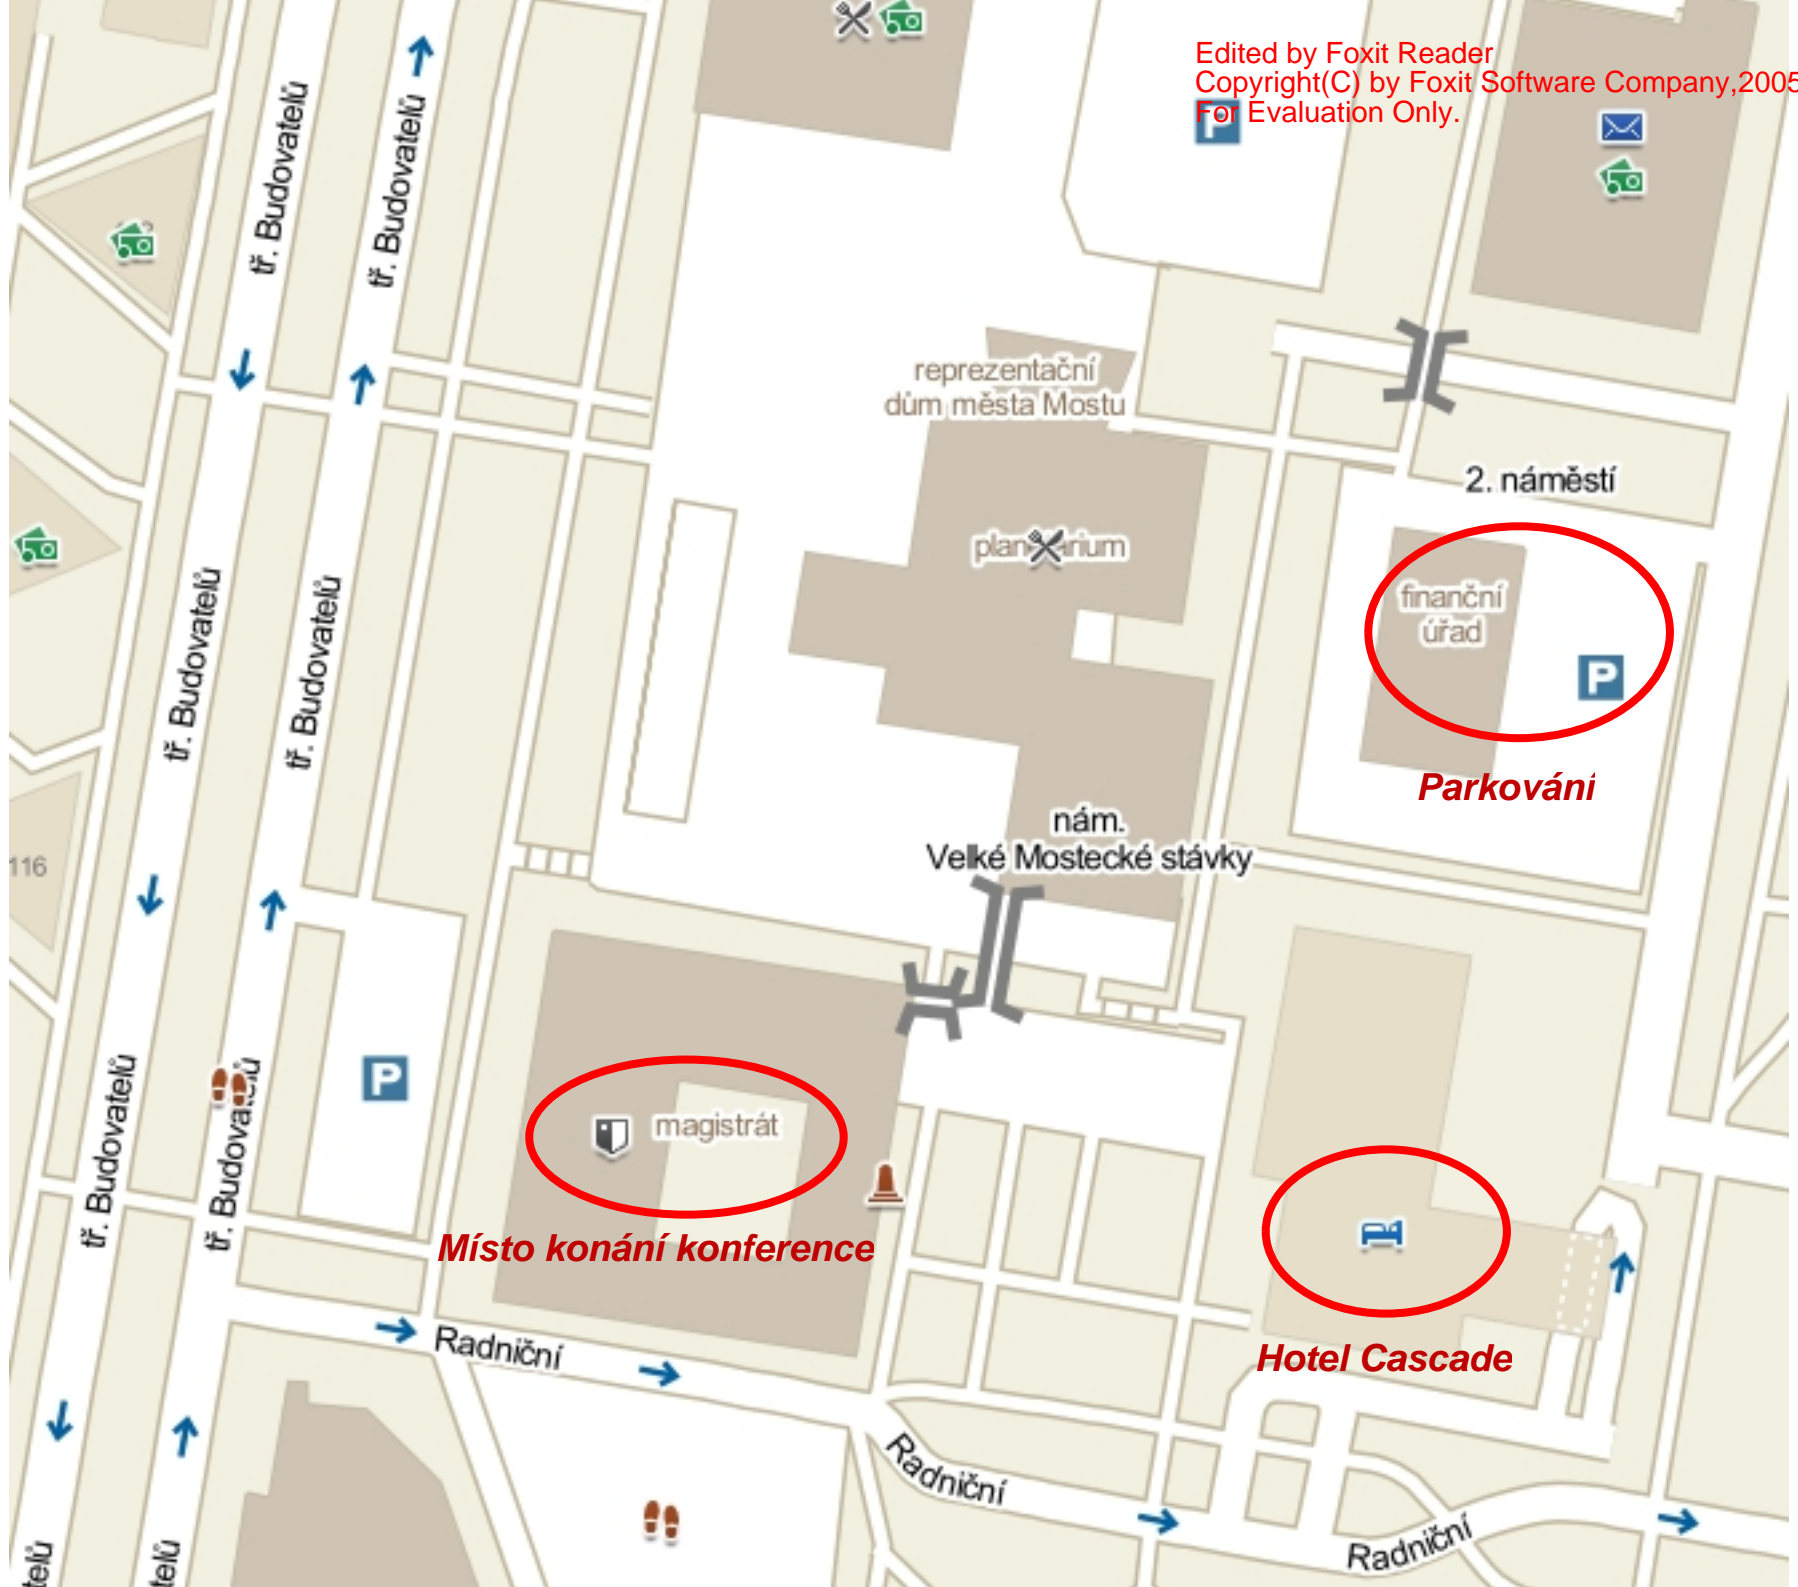 Edited by Foxit Reader
Copyright(C) by Foxit Software Company,2005
For Evaluation Only.
P
tř. Budovatelů
tř. Budovatelů
reprezentační
dům města Mostu
2. náměstí
planetárium
finanční
úřad
P
tř. Budovatelů
tř. Budovatelů
Parkování
nám.
Velké Mostecké stávky
116
P
magistrát
tř. Budovatelů
tř. Budovatelů
Místo konání konference
Radniční
Hotel Cascade
Radniční
Radniční
telů
telů